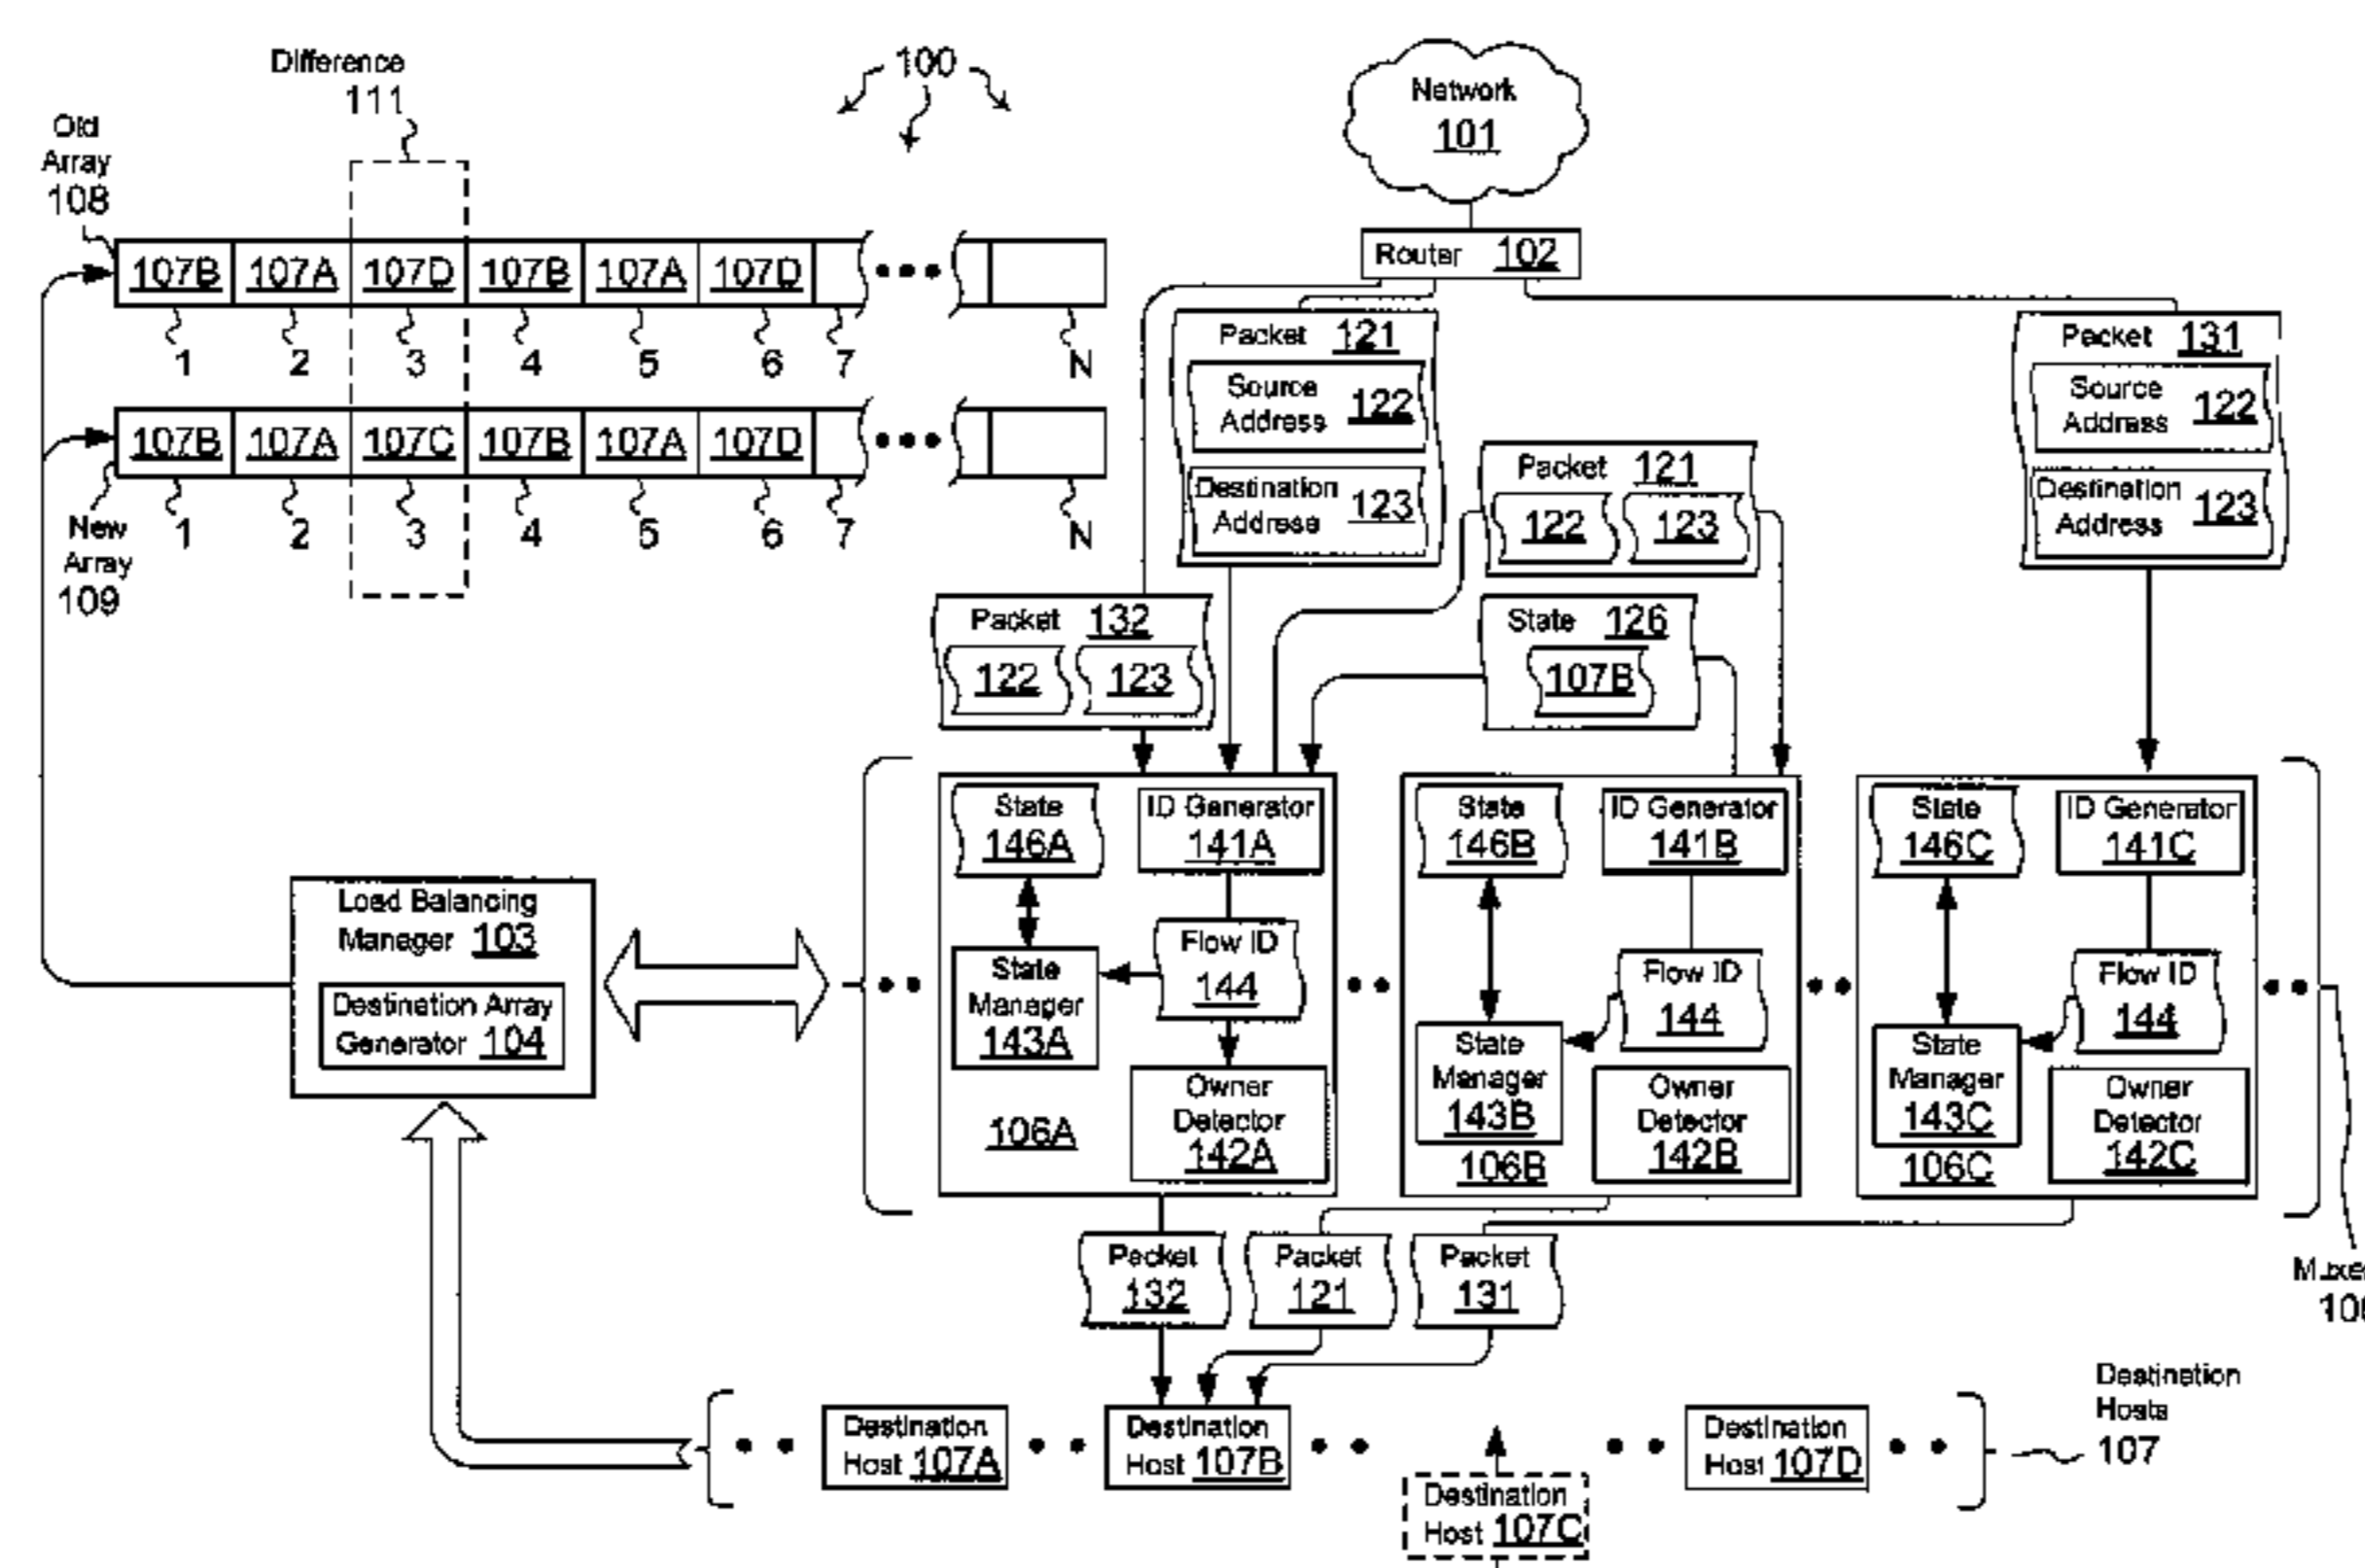 Difference
111
100
Old
Array
108
107B 107A 107D 107B 107A 107D
1 2 3 4 5 6 7 N
107B 107A 107C 107B 107A 107D
1 2 3 4 5 6 7 N
New
Array
109
Network
101
Router 102
Packet 121
Source
Address 122
Destination
Address 123
Packet 131
Source
Address 122
Destination
Address 123
Packet 121
122 123
Packet 132
122 123
State 126
107B
State
146A
ID Generator
141A
Flow ID
144
State
Manager
143A
Owner
Detector
142A
106A
State
146B
ID Generator
141B
Flow ID
144
State
Manager
143B
Owner
Detector
142B
106B
State
146C
ID Generator
141C
Flow ID
144
State
Manager
143C
Owner
Detector
142C
106C
Load Balancing
Manager 103
Destination Array
Generator 104
Packet
132
Packet
121
Packet
131
Destination
Host 107A
Destination
Host 107B
Destination
Host 107C
Destination
Host 107D
Destination
Hosts
107